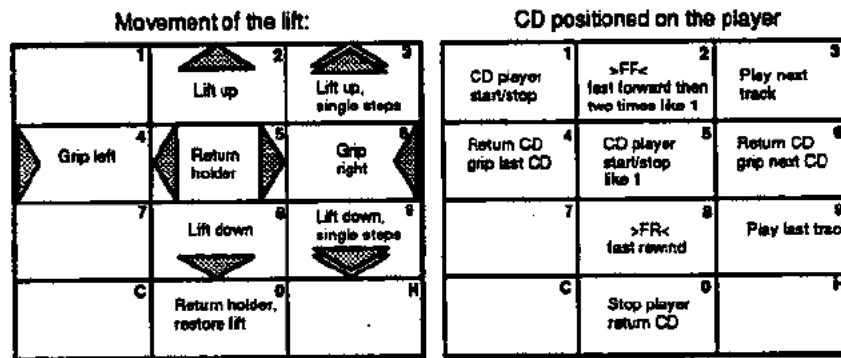 Movement of the lift:
1
2
Lift up
3
Lift up,
single steps
4
Grip left
5
Return
holder
6
Grip
right
7
8
Lift down
9
Lift down,
single steps
C
0
Return holder,
restore lift
H
CD positioned on the player
1
CD player
start/stop
2
>FF<
fast forward then
two times like 1
3
Play next
track
4
Return CD
grip last CD
5
CD player
start/stop
like 1
6
Return CD
grip next CD
7
8
>FR<
fast rewind
9
Play last trac
C
0
Stop player
return CD
H